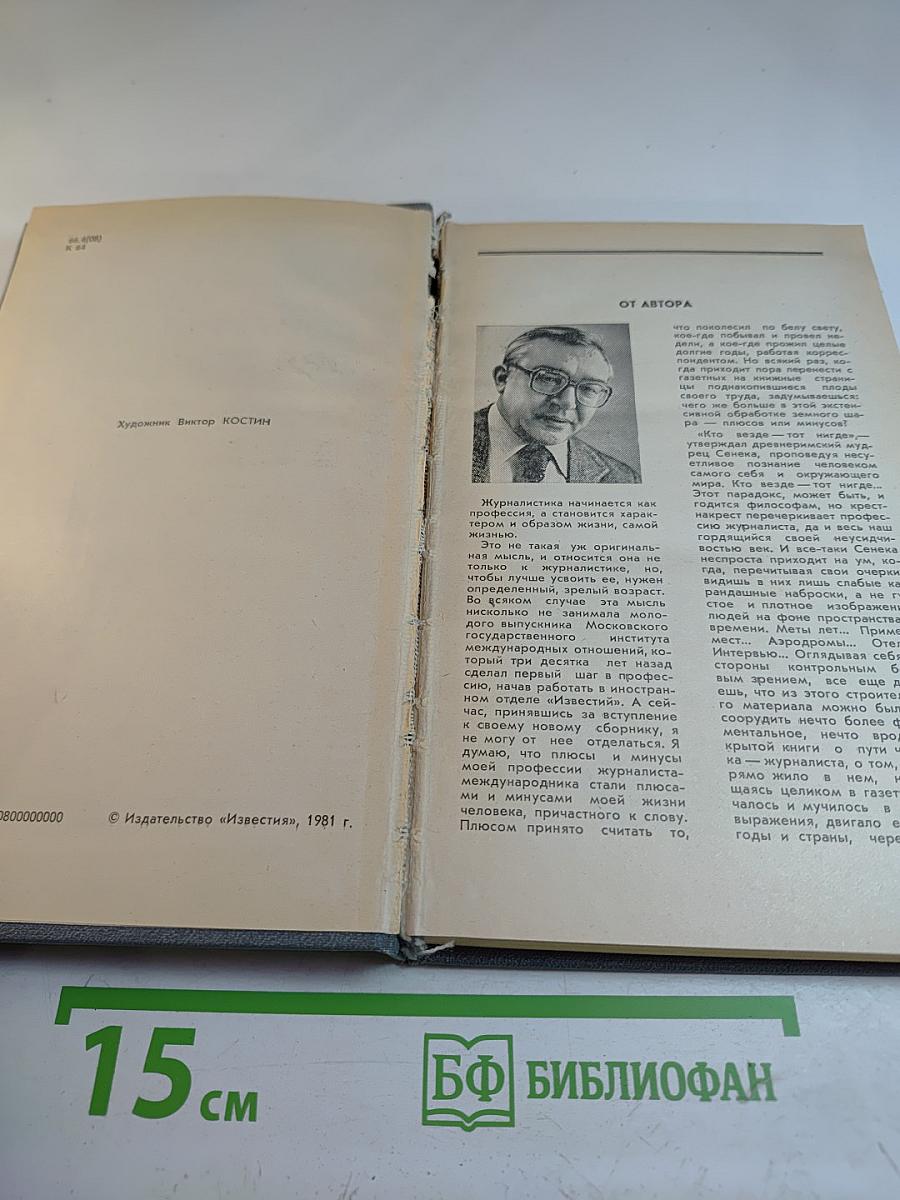 66.4(08)
К 84
Художник Виктор КОСТИН
0800000000
© Издательство «Известия», 1981 г.
ОТ АВТОРА
Журналистика начинается как
профессия, а становится харак-
тером и образом жизни, самой
жизнью.
Это не такая уж оригиналь-
ная мысль, и относится она не
только к журналистике, но,
чтобы лучше усвоить ее, нужен
определенный, зрелый возраст.
Во всяком случае эта мысль
нисколько не занимала моло-
дого выпускника Московского
государственного института
международных отношений, ко-
торый три десятка лет назад
сделал первый шаг в профес-
сию, начав работать в иностран-
ном отделе «Известий». А сей-
час, принявшись за вступление
к своему новому сборнику, я
не могу от нее отделаться. Я
думаю, что плюсы и минусы
моей профессии журналиста-
международника стали плюса-
ми и минусами моей жизни
человека, причастного к слову.
Плюсом принято считать то,
что поколесил по белу свету,
кое-где побывал и провел не-
дели, а кое-где прожил целые
долгие годы, работая коррес-
пондентом. Но всякий раз, ко-
гда приходит пора перенести с
газетных на книжные страни-
цы поднакопившиеся плоды
своего труда, задумываешься:
чего же больше в этой экстен-
сивной обработке земного ша-
ра — плюсов или минусов?
«Кто везде — тот нигде»,—
утверждал древнеримский муд-
рец Сенека, проповедуя несу-
етливое познание человеком
самого себя и окружающего
мира. Кто везде — тот нигде...
Этот парадокс, может быть, и
годится философам, но крест-
накрест перечеркивает профес-
сию журналиста, да и весь наш
гордящийся своей неусидчи-
востью век. И все-таки Сенека
неспроста приходит на ум, ко-
гда, перечитывая свои очерки
видишь в них лишь слабые ка
рандашные наброски, а не гу
стое и плотное изображени
людей на фоне пространства
времени. Меты лет... Приме
мест... Аэродромы... Отел
Интервью... Оглядывая себя
стороны контрольным б
вым зрением, все еще д
ешь, что из этого строител
го материала можно был
соорудить нечто более ф
ментальное, нечто врод
крытой книги о пути ч
ка — журналиста, о том,
рямо жило в нем, н
щаясь целиком в газет
чалось и мучилось в
выражения, двигало е
годы и страны, чере
15 см
БФ БИБЛИОФАН